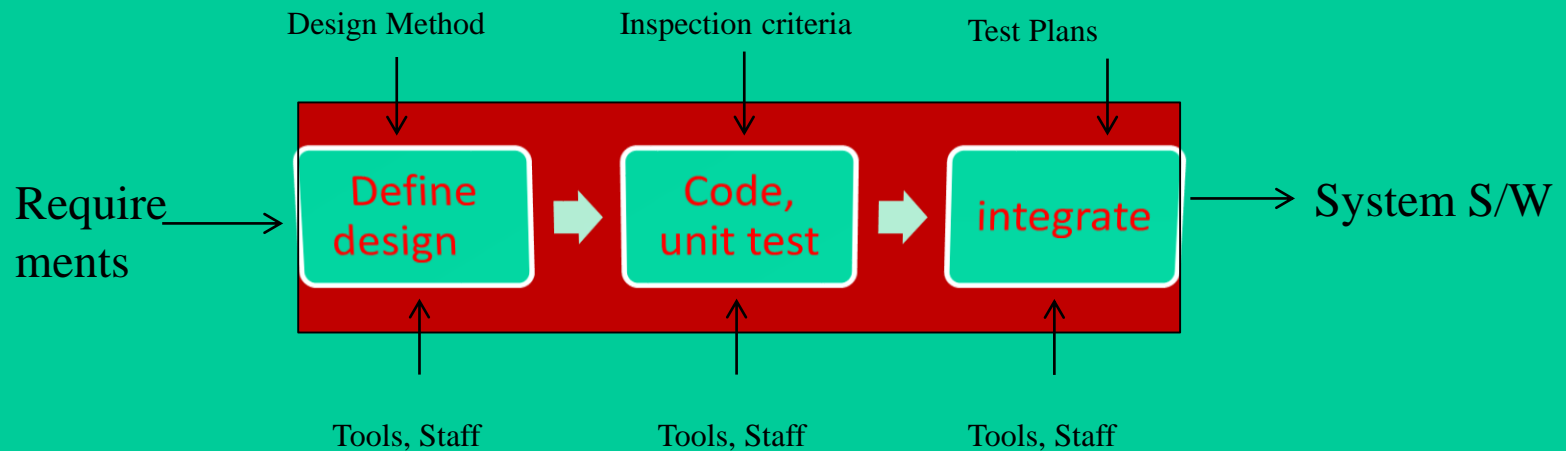 Design Method
Inspection criteria
Test Plans
Require
ments
Define
design
Code,
unit test
integrate
System S/W
Tools, Staff
Tools, Staff
Tools, Staff